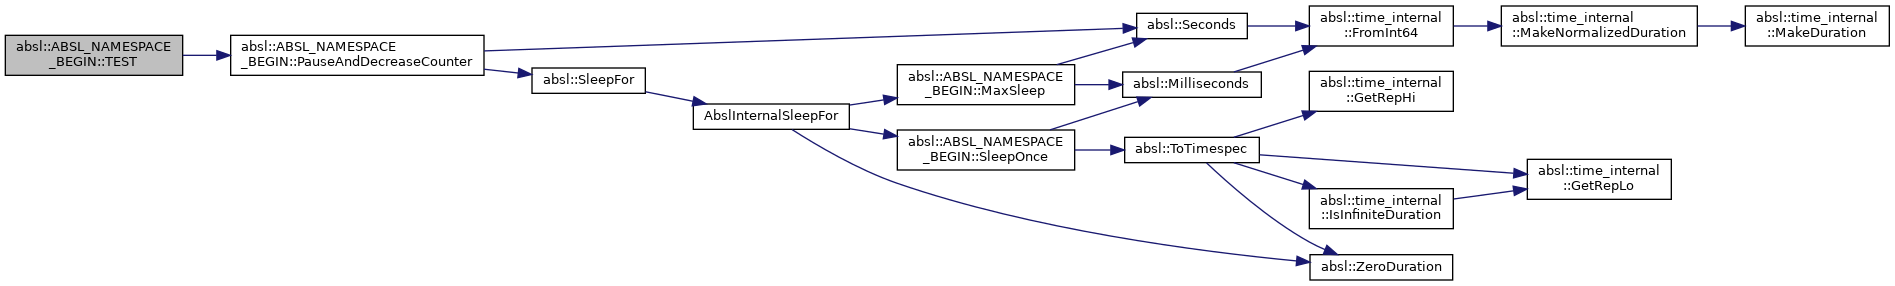 absl::ABSL_NAMESPACE
_BEGIN::TEST
absl::ABSL_NAMESPACE
_BEGIN::PauseAndDecreaseCounter
absl::SleepFor
AbslInternalSleepFor
absl::ABSL_NAMESPACE
_BEGIN::MaxSleep
absl::ABSL_NAMESPACE
_BEGIN::SleepOnce
absl::Seconds
absl::Milliseconds
absl::ToTimespec
absl::time_internal
::FromInt64
absl::time_internal
::GetRepHi
absl::time_internal
::IsInfiniteDuration
absl::ZeroDuration
absl::time_internal
::MakeNormalizedDuration
absl::time_internal
::GetRepLo
absl::time_internal
::MakeDuration